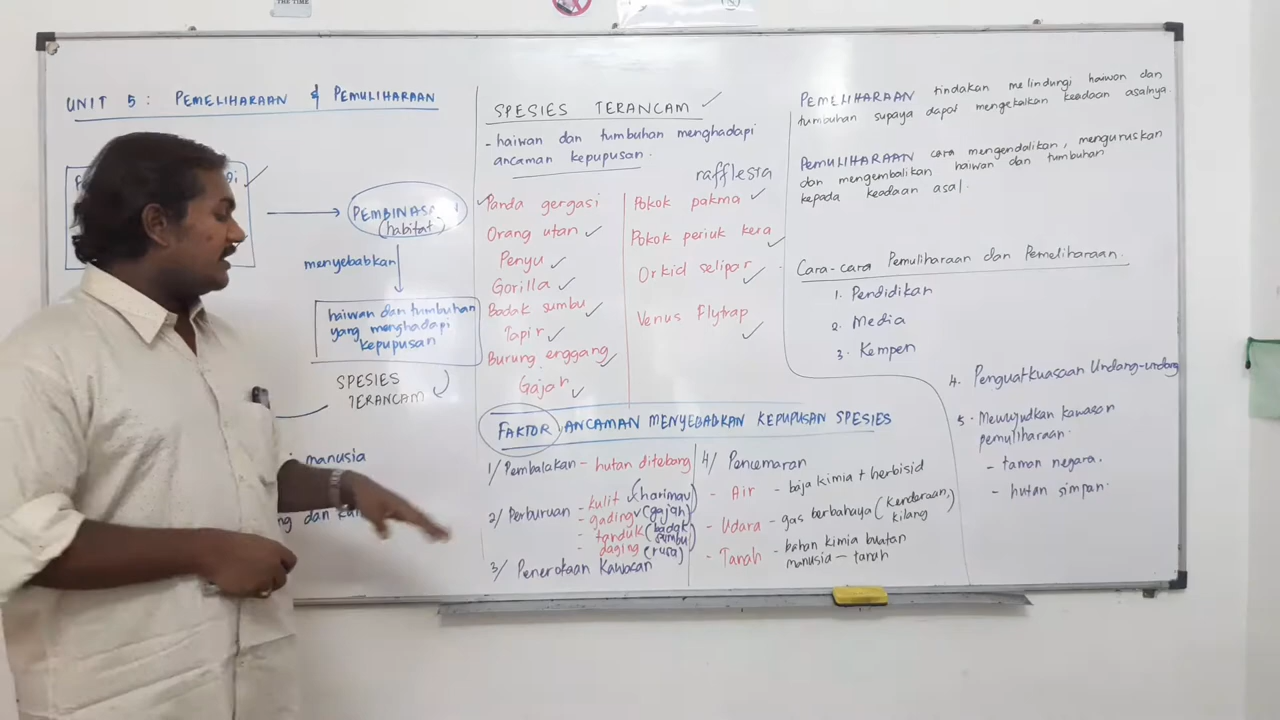 THE TIME
UNIT 5 : PEMELIHARAAN & PEMULIHARAAN
PEMBINASAAN
(habitat)
menyebabkan
haiwan dan tumbuhan
yang menghadapi
kepupusan
SPESIES
TERANCAM
manusia
dan
SPESIES TERANCAM
- haiwan dan tumbuhan menghadapi
ancaman kepupusan.
Panda gergasi
Orang utan
Penyu
Gorilla
Badak sumbu
Tapir
Burung enggang
Gajah
rafflesia
Pokok pakma
Pokok periuk kera
Orkid selipar
Venus Flytrap
FAKTOR ANCAMAN MENYEBABKAN KEPUPUSAN SPESIES
1/ Pembalakan - hutan ditebang
2/ Perburuan - kulit (harimau)
- gading (gajah)
- tanduk (badak sumbu)
- daging (rusa)
3/ Penerokaan Kawasan
4/ Pencemaran
- Air - baja kimia + herbisid
- Udara - gas berbahaya (kenderaan, kilang)
- Tanah - bahan kimia buatan
manusia - tanah
PEMELIHARAAN tindakan melindungi haiwan dan
tumbuhan supaya dapat mengekalkan keadaan asalnya.
PEMULIHARAAN cara mengendalikan, menguruskan
dan mengembalikan haiwan dan tumbuhan
kepada keadaan asal.
Cara-cara Pemuliharaan dan Pemeliharaan.
1. Pendidikan
2. Media
3. Kempen
4. Penguatkuasaan Undang-undang
5. Mewujudkan kawasan
pemuliharaan.
- taman negara.
- hutan simpan.